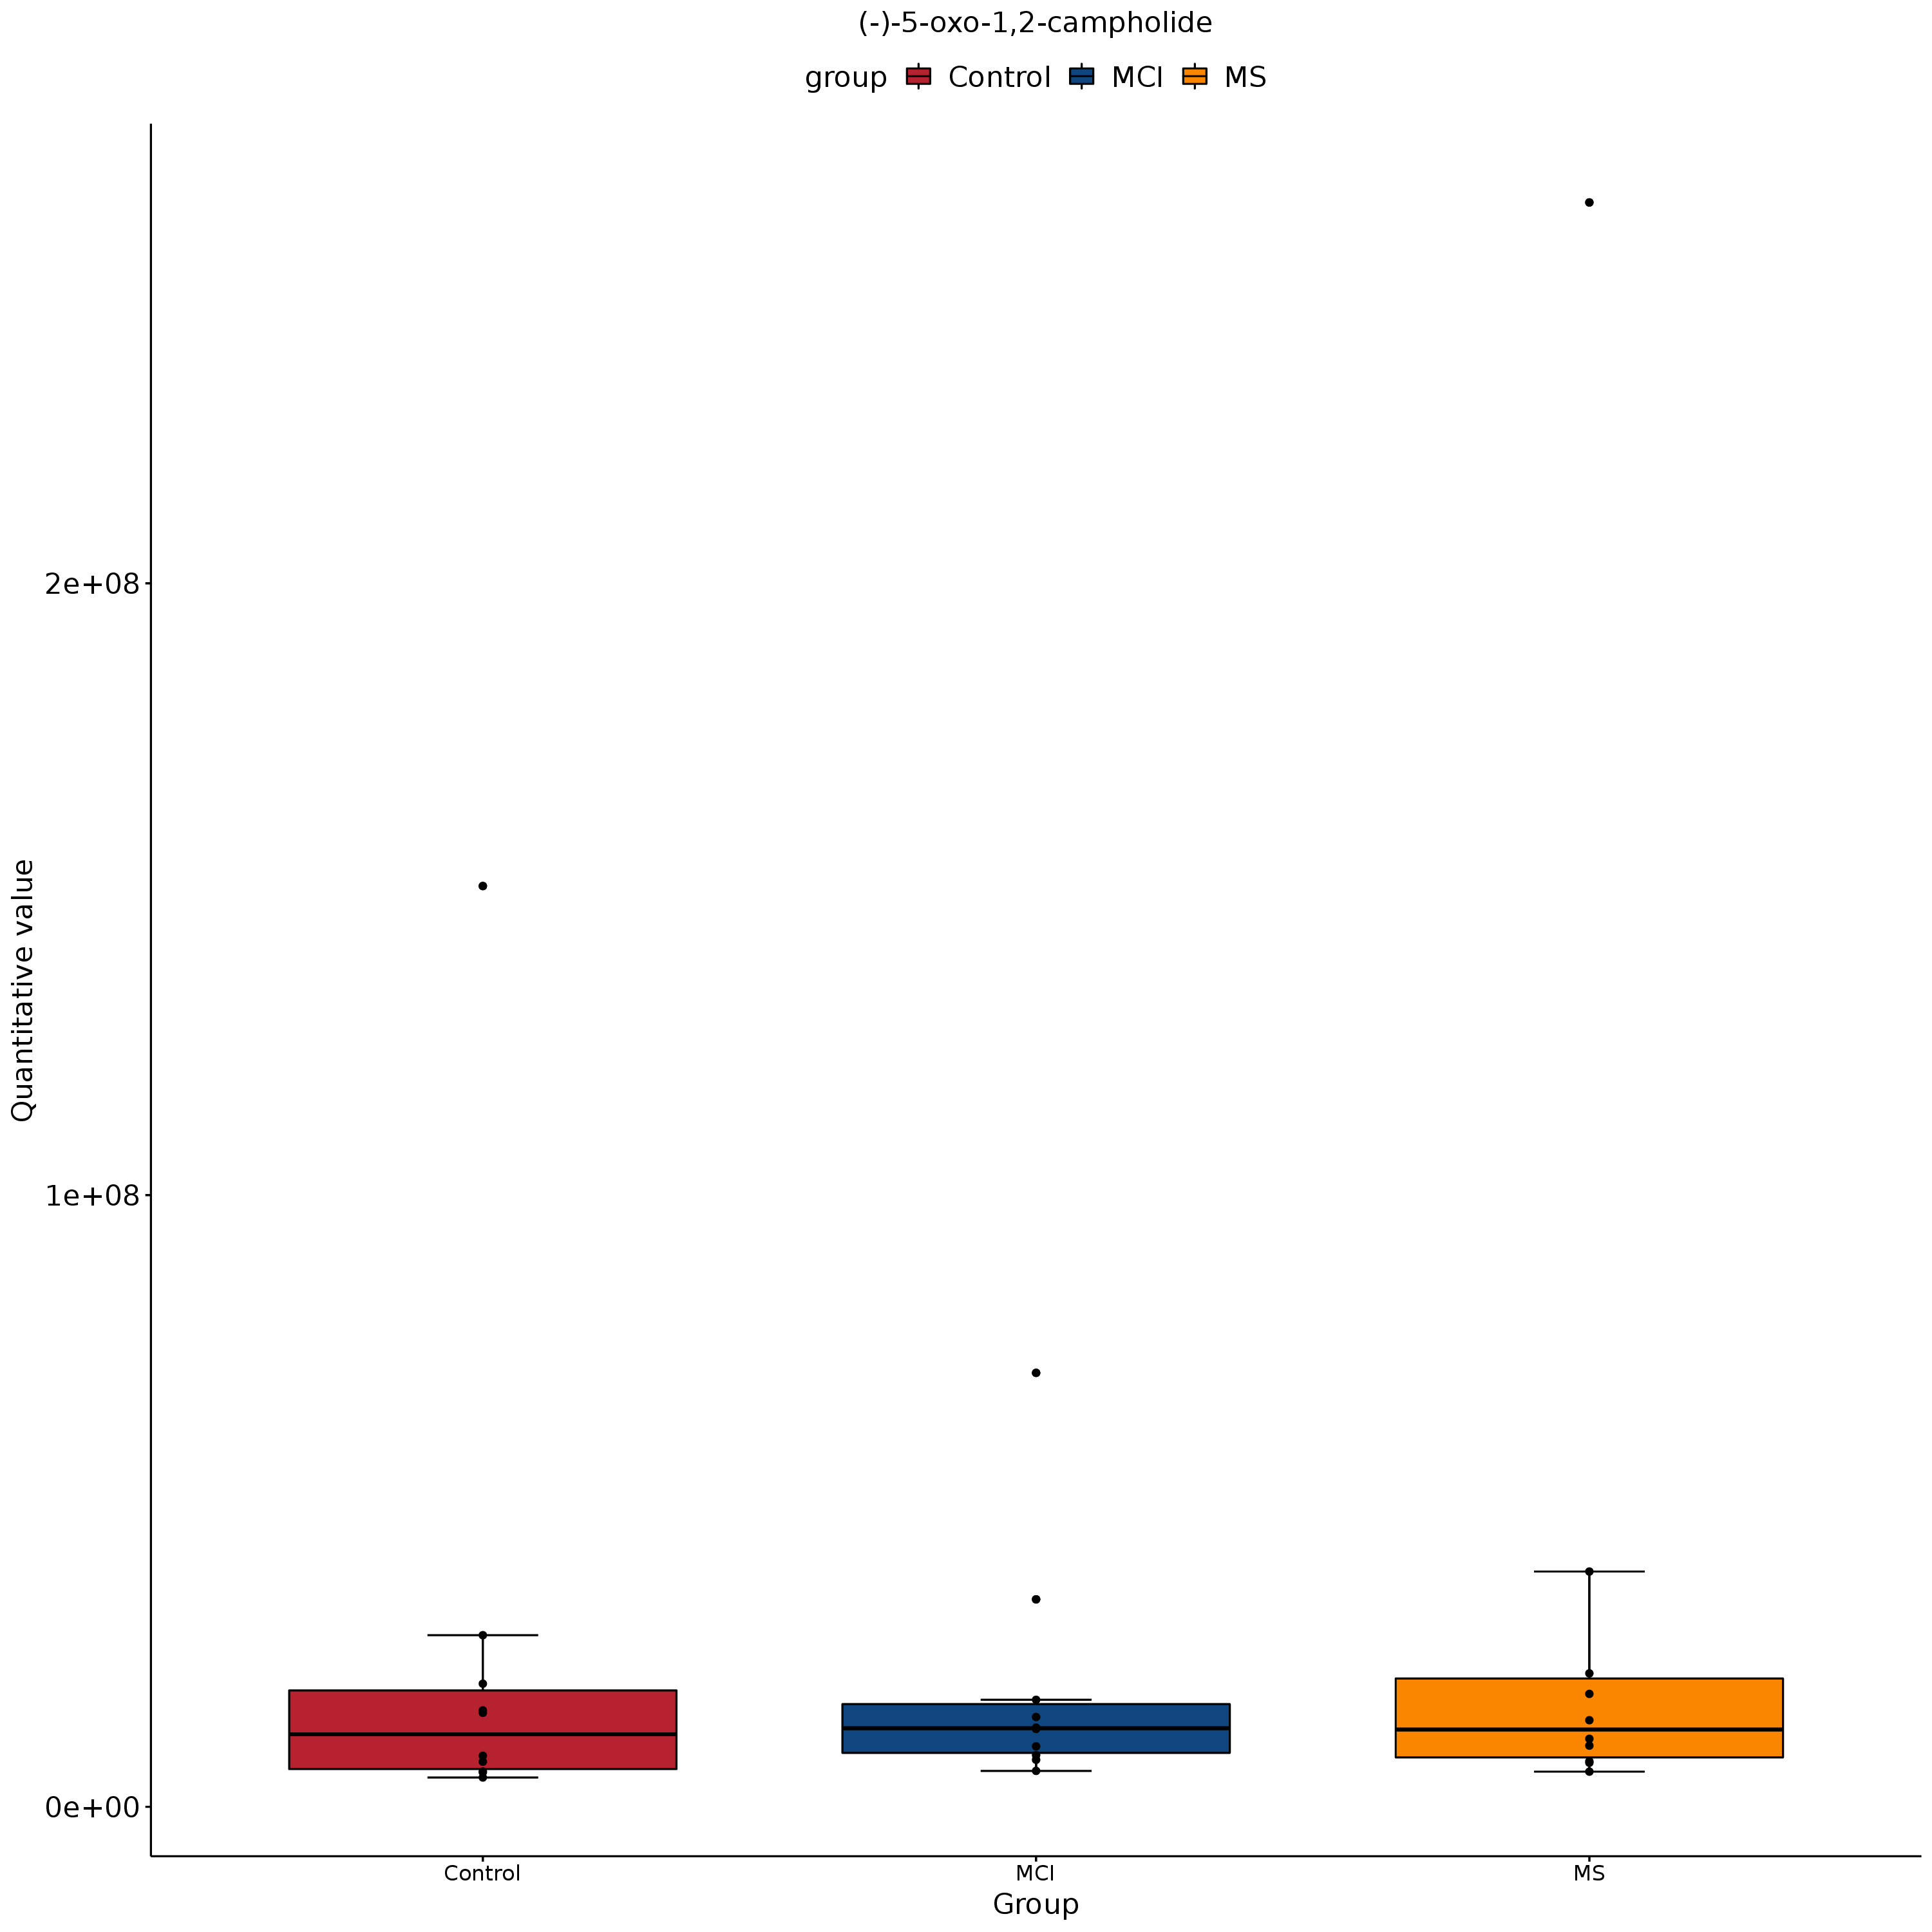 (-)-5-oxo-1,2-campholide
group Control MCI MS
Quantitative value
2e+08
1e+08
0e+00
Control MCI MS
Group